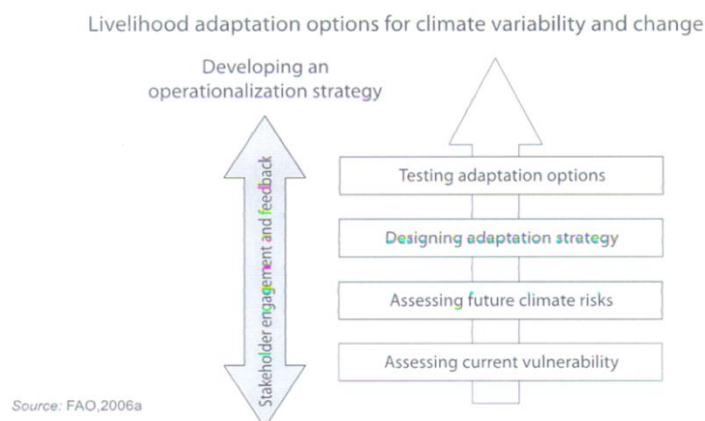 Livelihood adaptation options for climate variability and change
Developing an
operationalization strategy
Stakeholder engagement and feedback
Testing adaptation options
Designing adaptation strategy
Assessing future climate risks
Assessing current vulnerability
Source: FAO,2006a